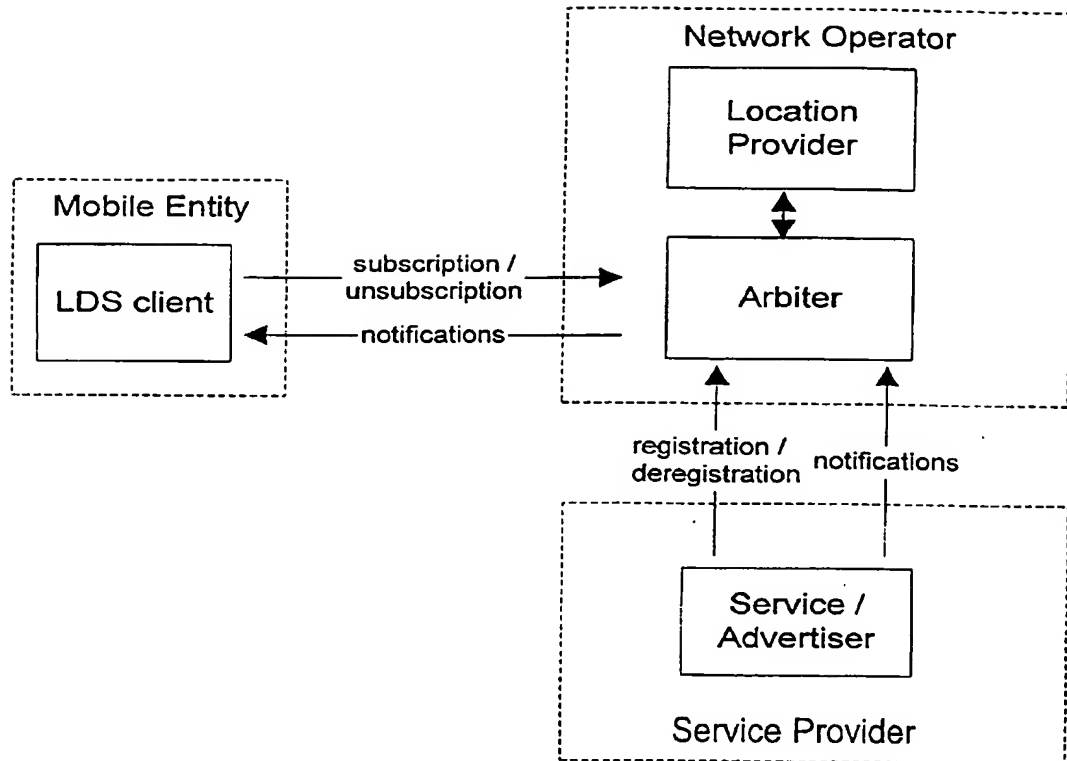 Network Operator
Location
Provider
Mobile Entity
LDS client
subscription /
unsubscription
notifications
Arbiter
registration /
deregistration
notifications
Service /
Advertiser
Service Provider